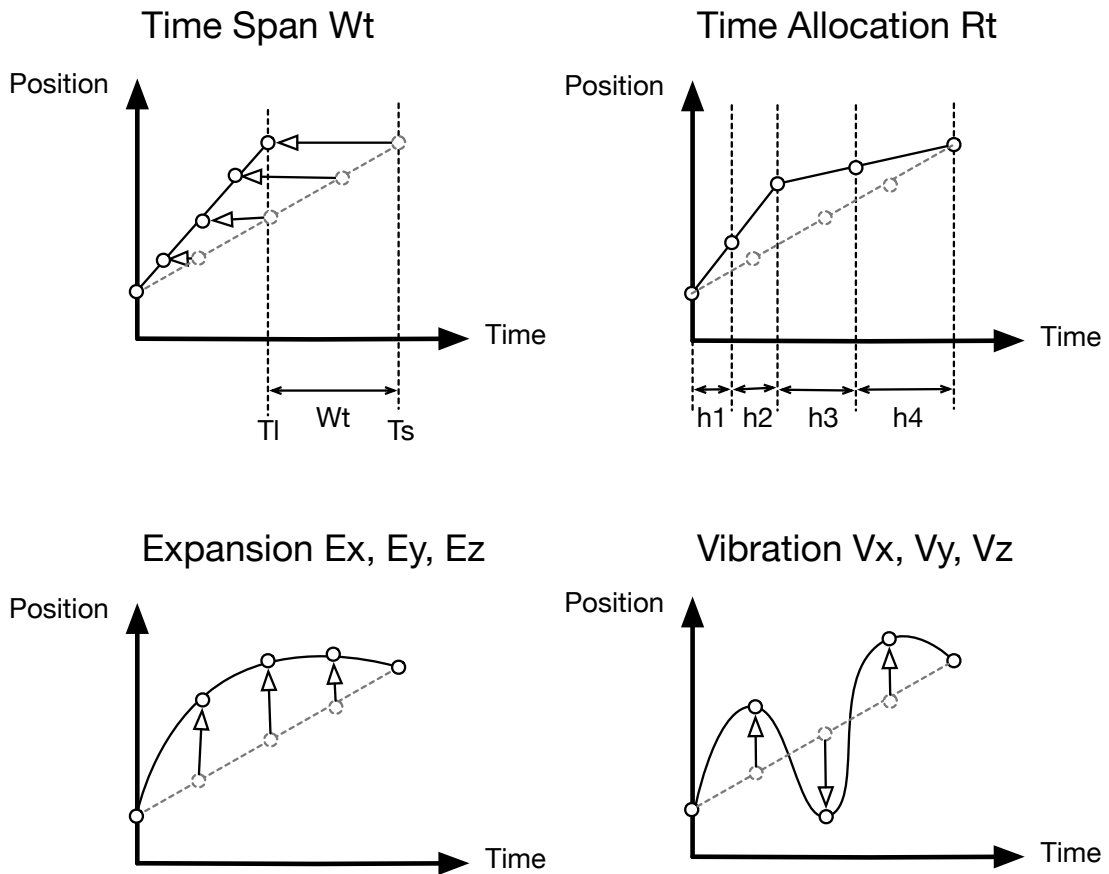 Time Span Wt
Position
Time
Wt
Tl
Ts
Time Allocation Rt
Position
Time
h1
h2
h3
h4
Expansion Ex, Ey, Ez
Position
Time
Vibration Vx, Vy, Vz
Position
Time